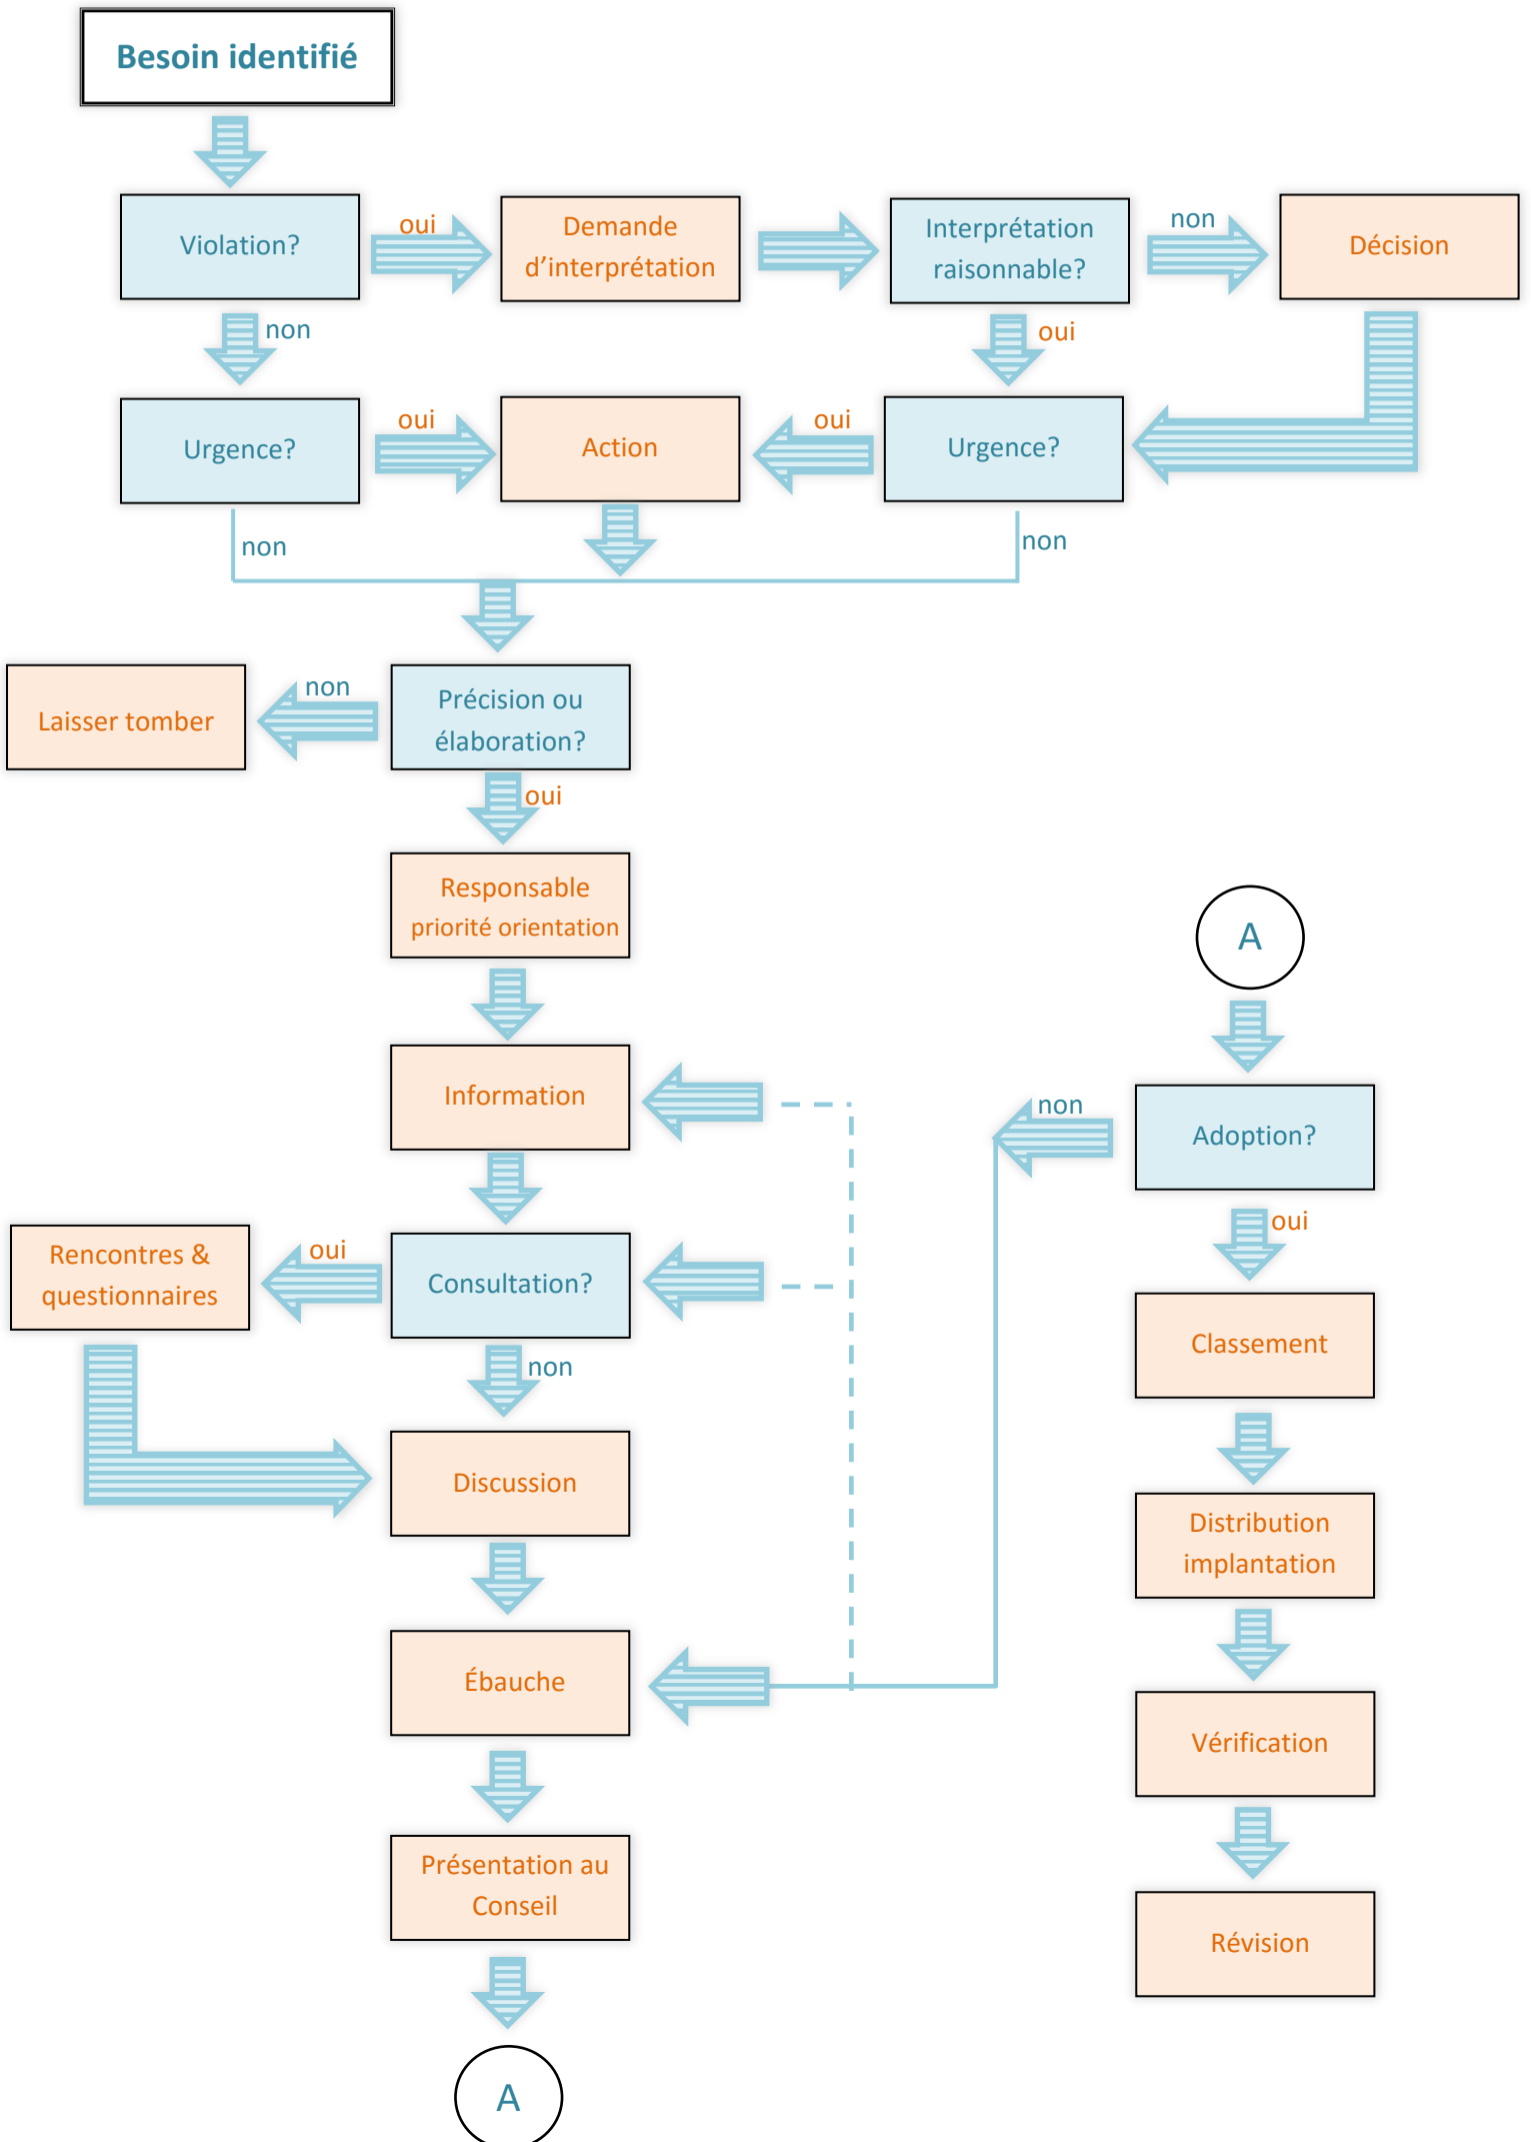 Besoin identifié
Violation?
oui
Demande
d’interprétation
Interprétation
raisonnable?
non
Décision
non
oui
Urgence?
oui
Action
oui
Urgence?
non
non
Laisser tomber
non
Précision ou
élaboration?
oui
Responsable
priorité orientation
Information
Rencontres &
questionnaires
oui
Consultation?
non
Discussion
Ébauche
Présentation au
Conseil
A
A
non
Adoption?
oui
Classement
Distribution
implantation
Vérification
Révision